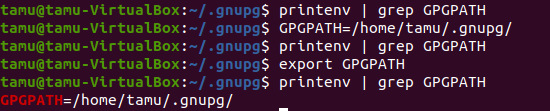 tamu@tamu-VirtualBox:~/.gnupg$ printenv | grep GPGPATH
tamu@tamu-VirtualBox:~/.gnupg$ GPGPATH=/home/tamu/.gnupg/
tamu@tamu-VirtualBox:~/.gnupg$ printenv | grep GPGPATH
tamu@tamu-VirtualBox:~/.gnupg$ export GPGPATH
tamu@tamu-VirtualBox:~/.gnupg$ printenv | grep GPGPATH
GPGPATH=/home/tamu/.gnupg/